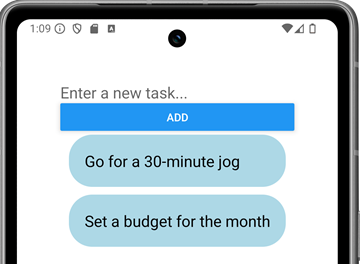 1:09
Enter a new task...
ADD
Go for a 30-minute jog
Set a budget for the month